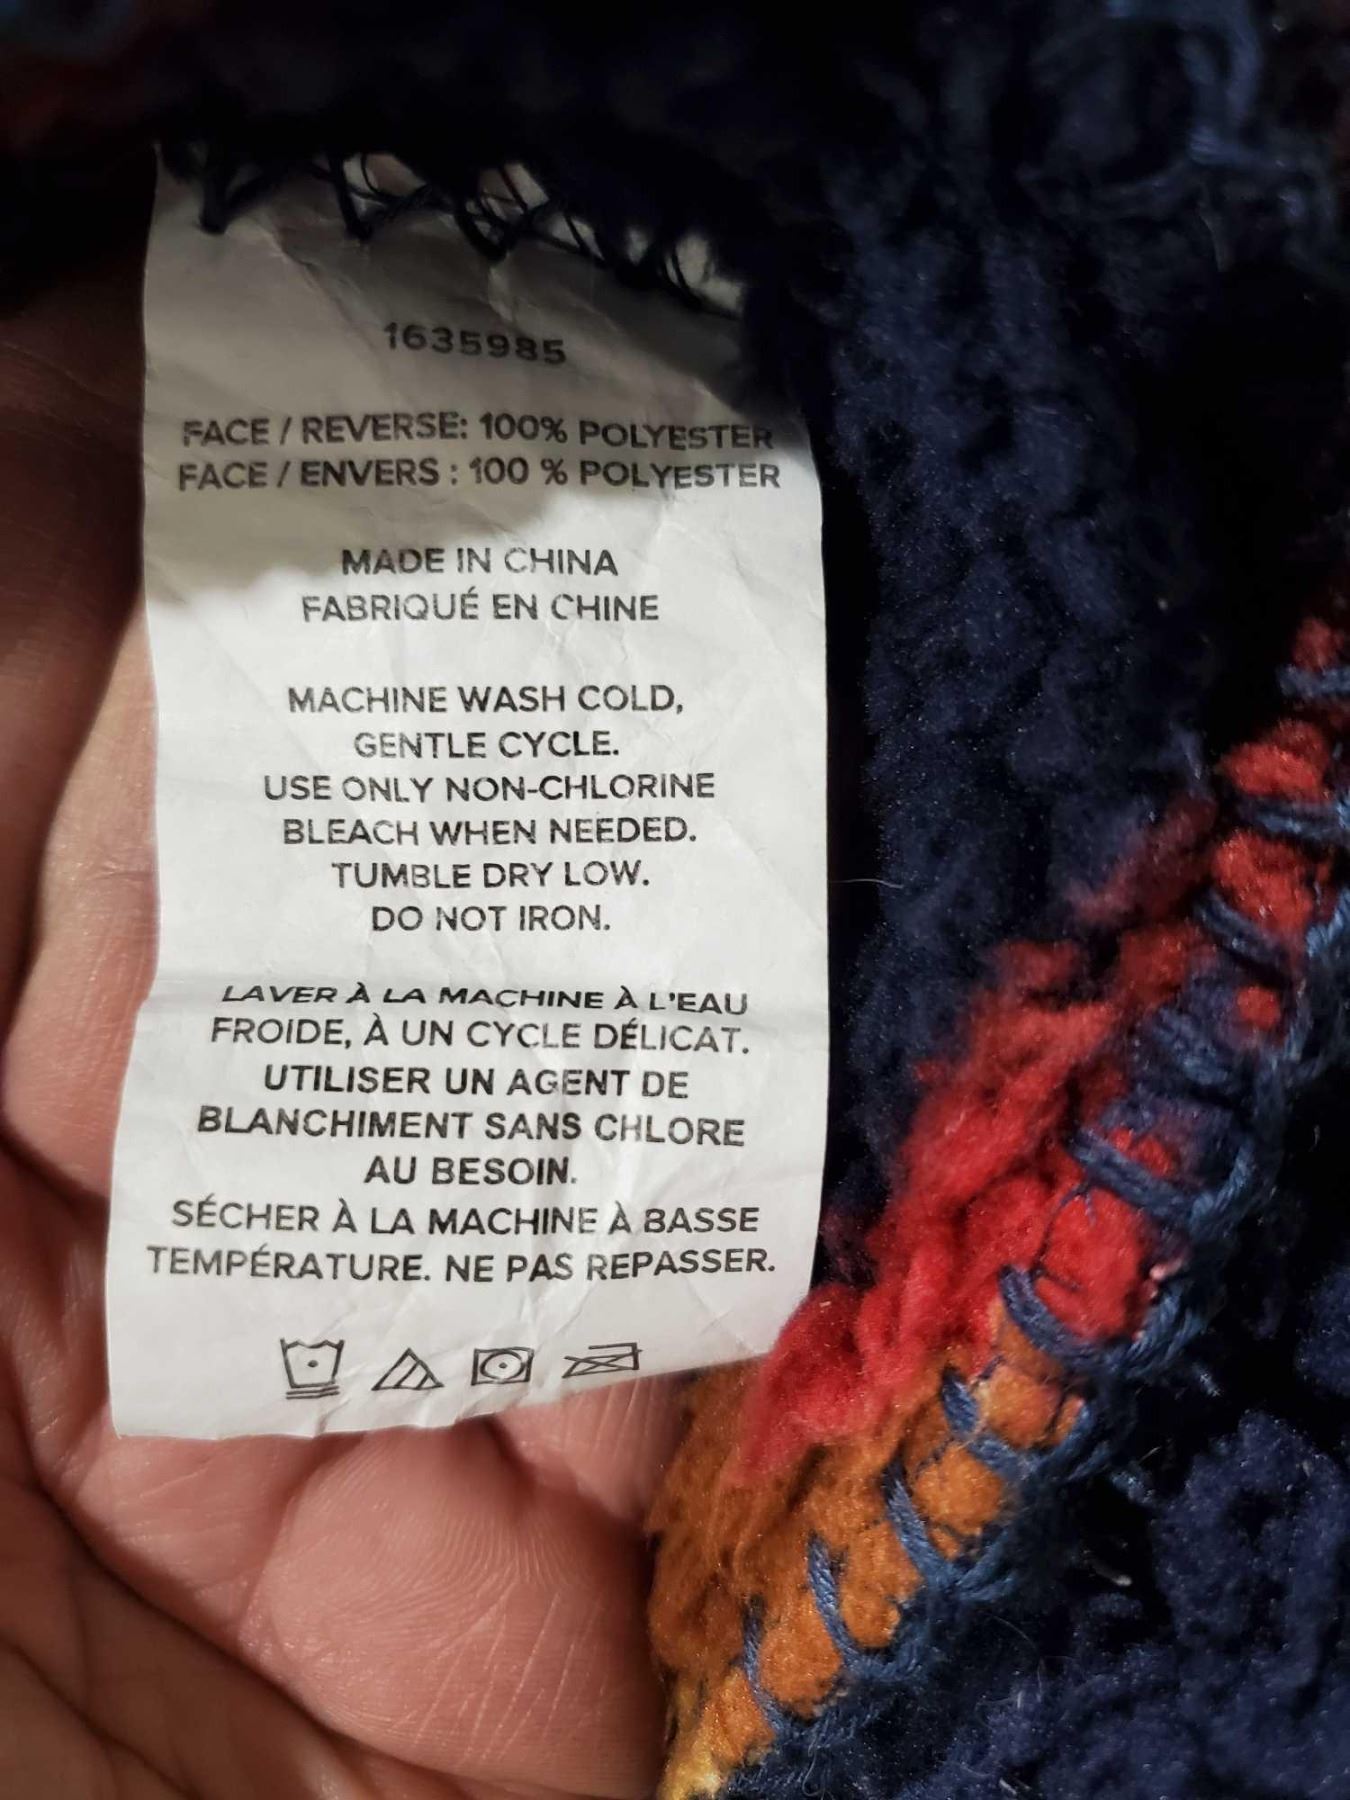 1635985
FACE / REVERSE: 100% POLYESTER
FACE / ENVERS : 100 % POLYESTER
MADE IN CHINA
FABRIQUÉ EN CHINE
MACHINE WASH COLD,
GENTLE CYCLE.
USE ONLY NON-CHLORINE
BLEACH WHEN NEEDED.
TUMBLE DRY LOW.
DO NOT IRON.
LAVER À LA MACHINE À L'EAU
FROIDE, À UN CYCLE DÉLICAT.
UTILISER UN AGENT DE
BLANCHIMENT SANS CHLORE
AU BESOIN.
SÉCHER À LA MACHINE À BASSE
TEMPÉRATURE. NE PAS REPASSER.